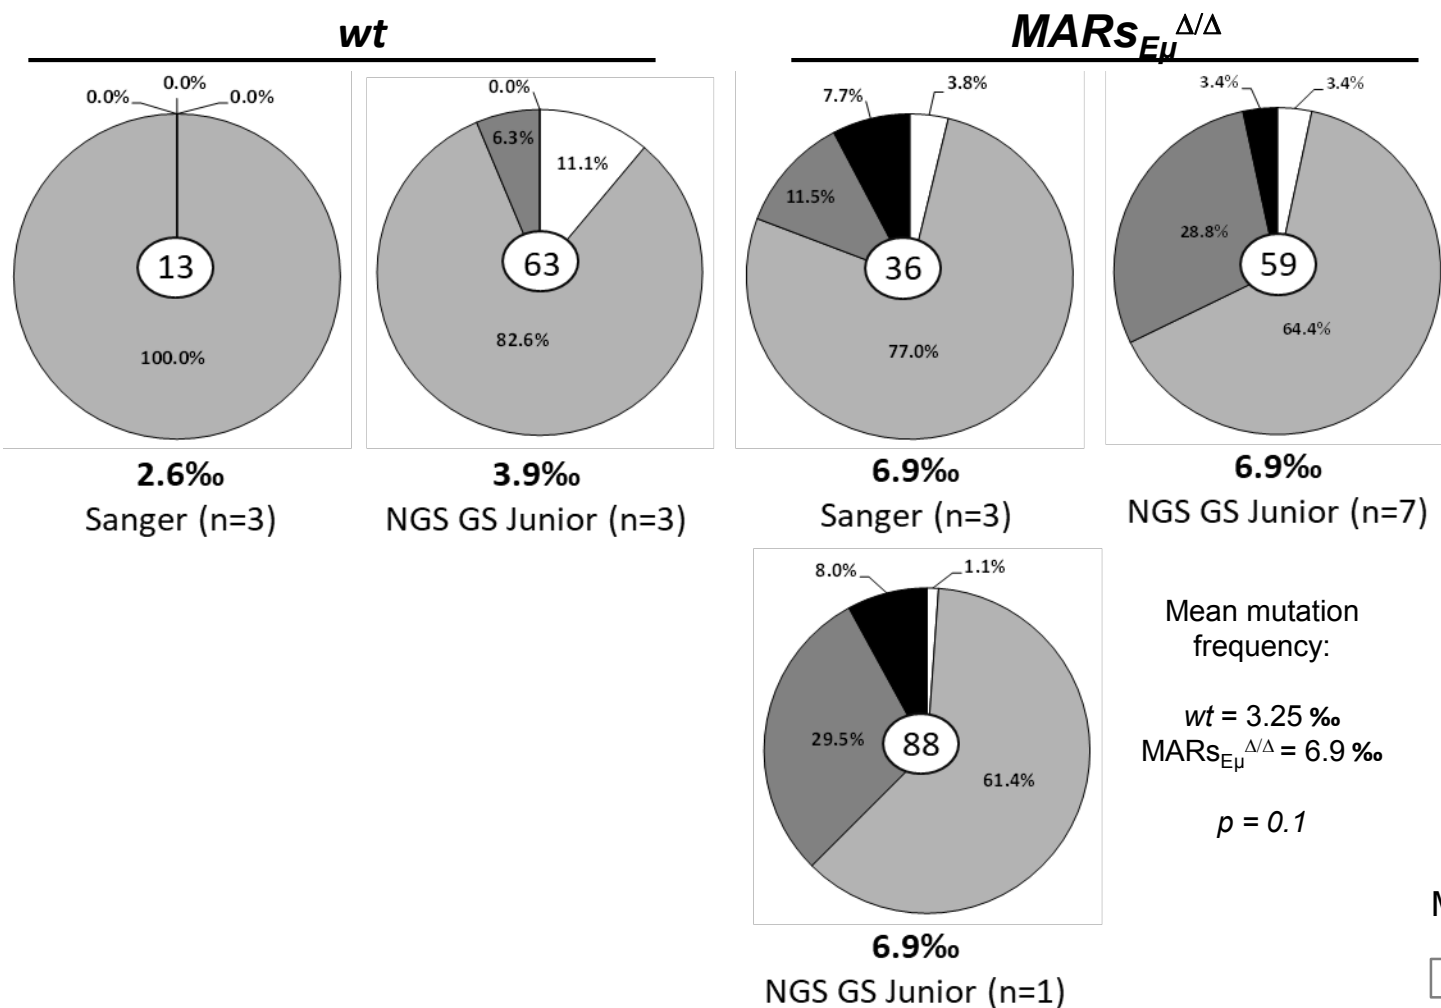 wt
MARsEμ Δ/Δ
0.0%
0.0%
0.0%
13
100.0%
2.6‰
Sanger (n=3)
0.0%
6.3%
11.1%
63
82.6%
3.9‰
NGS GS Junior (n=3)
7.7%
3.8%
11.5%
36
77.0%
6.9‰
Sanger (n=3)
3.4%
3.4%
28.8%
59
64.4%
6.9‰
NGS GS Junior (n=7)
8.0%
1.1%
29.5%
88
61.4%
6.9‰
NGS GS Junior (n=1)
Mean mutation
frequency:
wt = 3.25 ‰
MARsEμ Δ/Δ = 6.9 ‰
p = 0.1